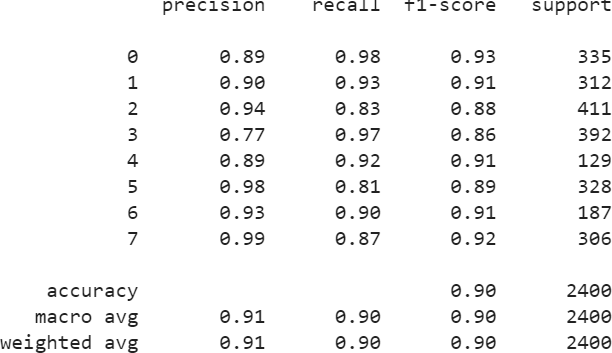 precision recall f1-score support
0 0.89 0.98 0.93 335
1 0.90 0.93 0.91 312
2 0.94 0.83 0.88 411
3 0.77 0.97 0.86 392
4 0.89 0.92 0.91 129
5 0.98 0.81 0.89 328
6 0.93 0.90 0.91 187
7 0.99 0.87 0.92 306
accuracy 0.90 2400
macro avg 0.91 0.90 0.90 2400
weighted avg 0.91 0.90 0.90 2400